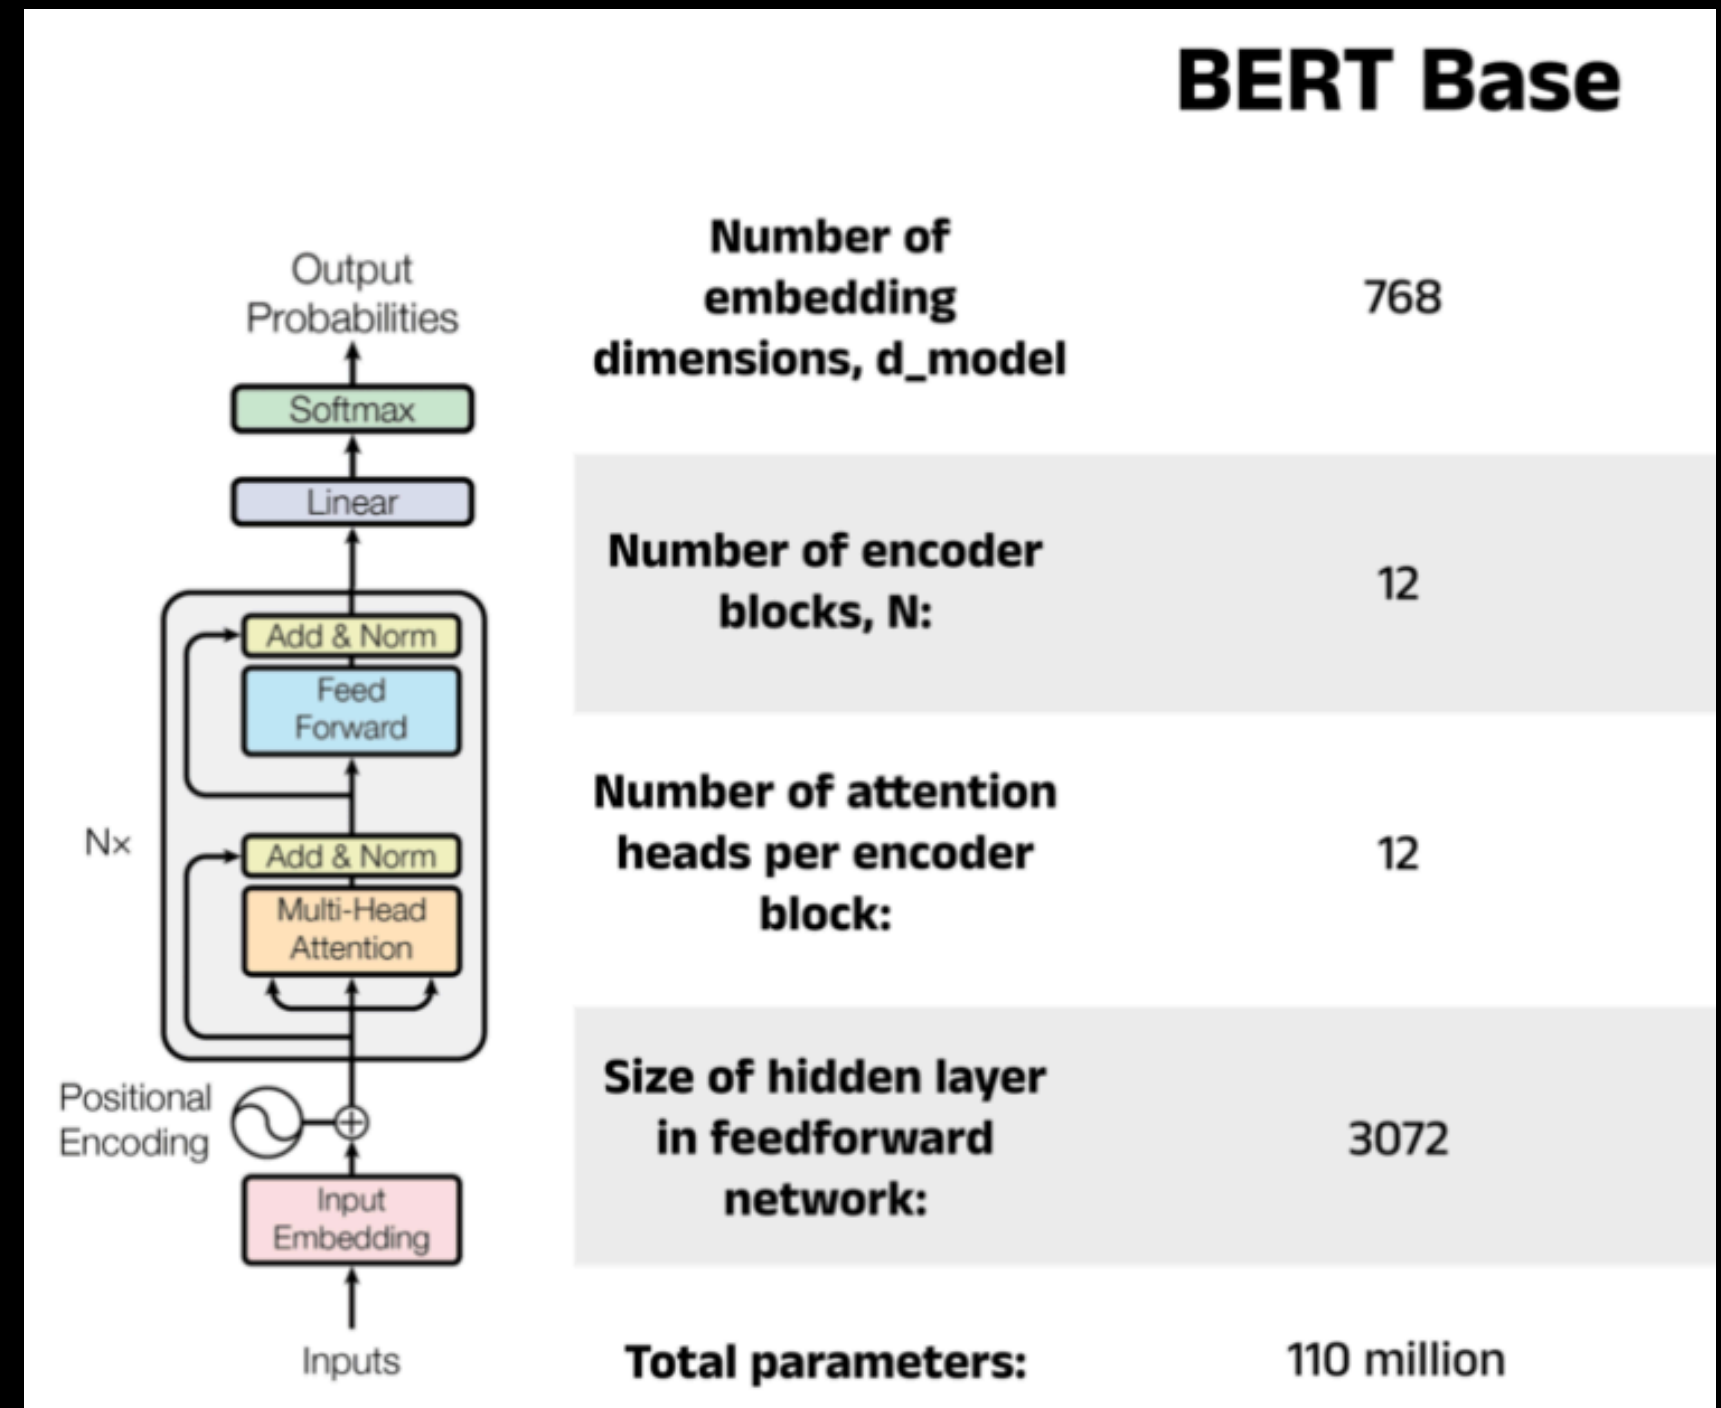 BERT Base
Output
Probabilities
Softmax
Linear
Add & Norm
Feed
Forward
Nx
Add & Norm
Multi-Head
Attention
Positional
Encoding
Input
Embedding
Inputs
Number of
embedding
dimensions, d_model
768
Number of encoder
blocks, N:
12
Number of attention
heads per encoder
block:
12
Size of hidden layer
in feedforward
network:
3072
Total parameters:
110 million